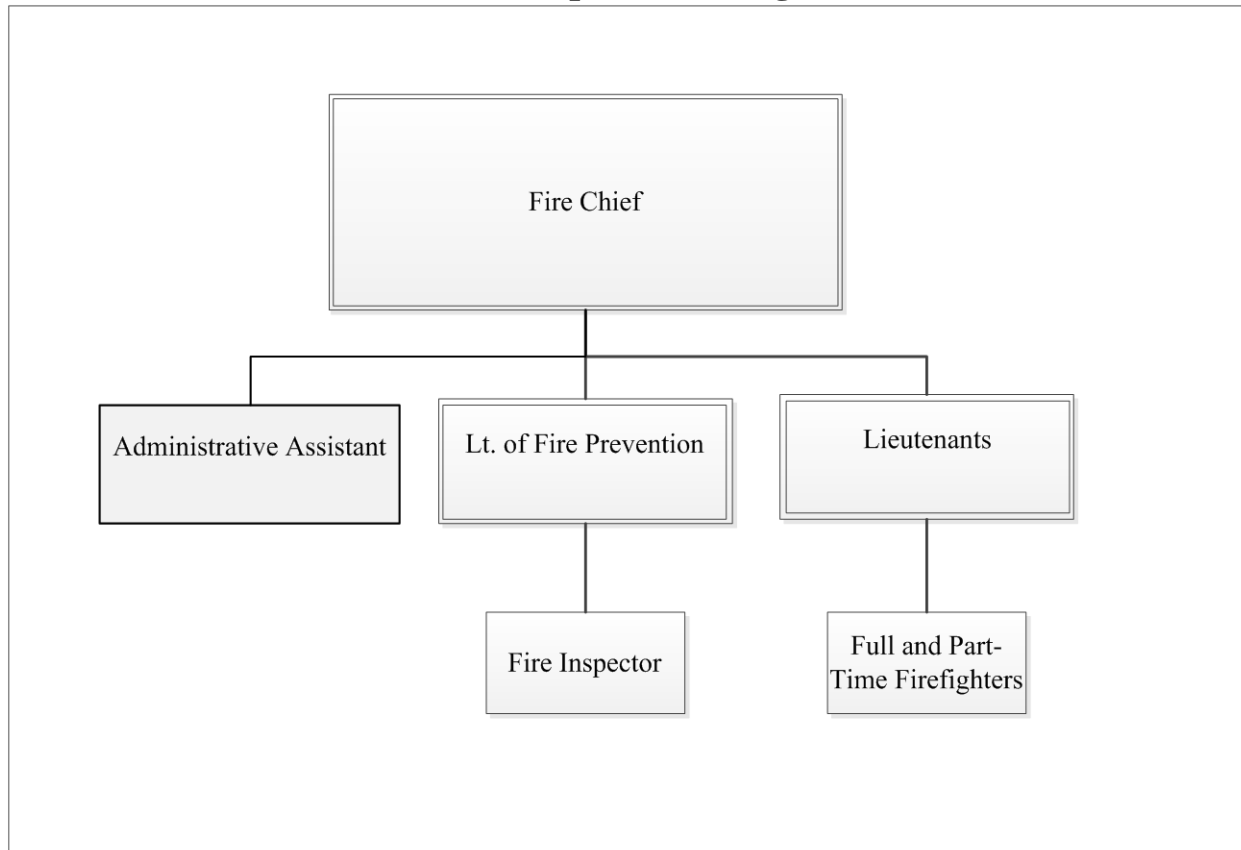 Fire Chief
Administrative Assistant
Lt. of Fire Prevention
Lieutenants
Fire Inspector
Full and Part-
Time Firefighters